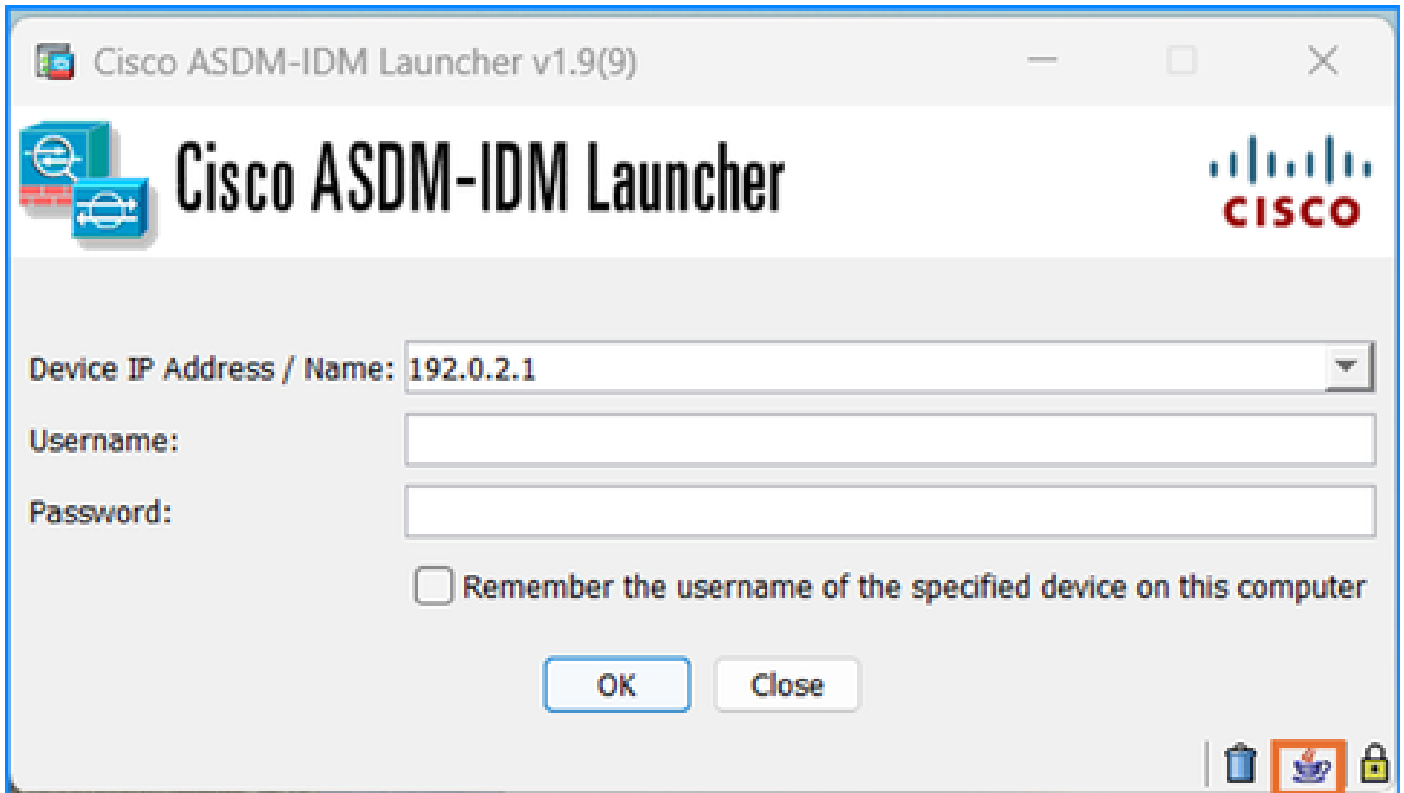 Cisco ASDM-IDM Launcher v1.9(9)
Cisco ASDM-IDM Launcher
CISCO
Device IP Address / Name: 192.0.2.1
Username:
Password:
Remember the username of the specified device on this computer
OK Close